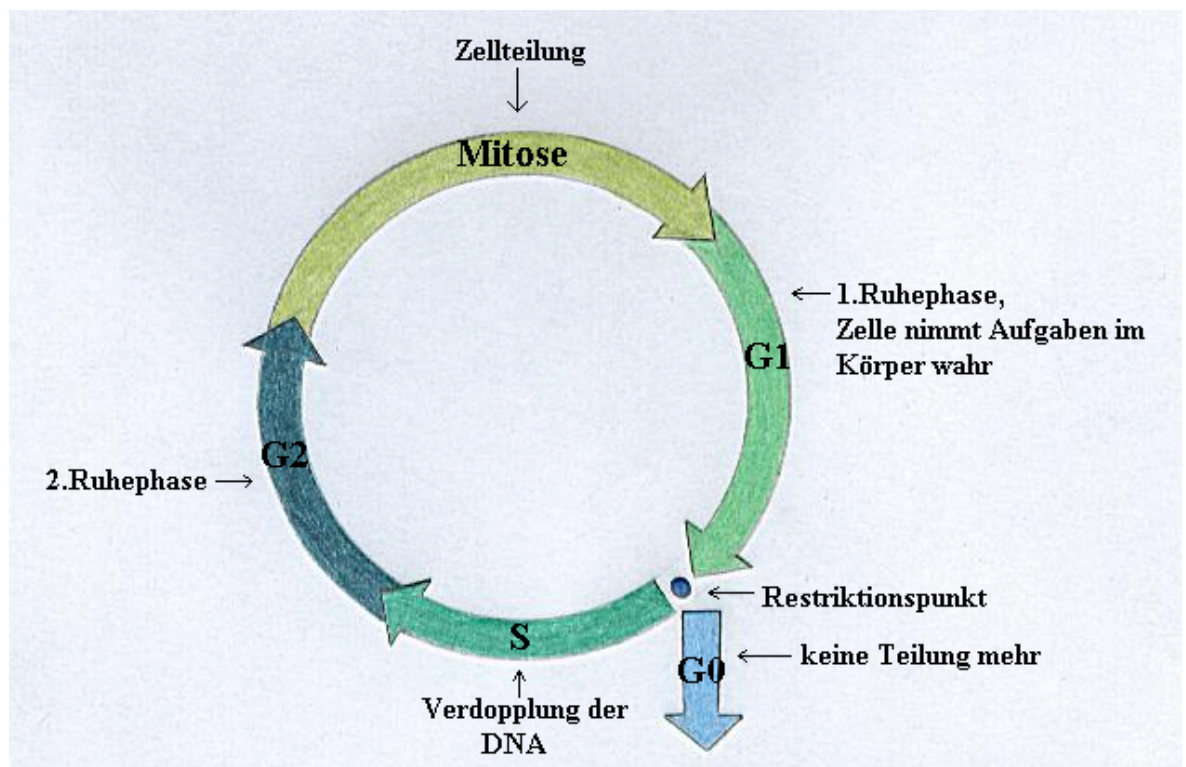 Zellteilung
Mitose
1.Ruhephase,
Zelle nimmt Aufgaben im
Körper wahr
G1
G2
2.Ruhephase
Restriktionspunkt
S
keine Teilung mehr
G0
Verdopplung der
DNA